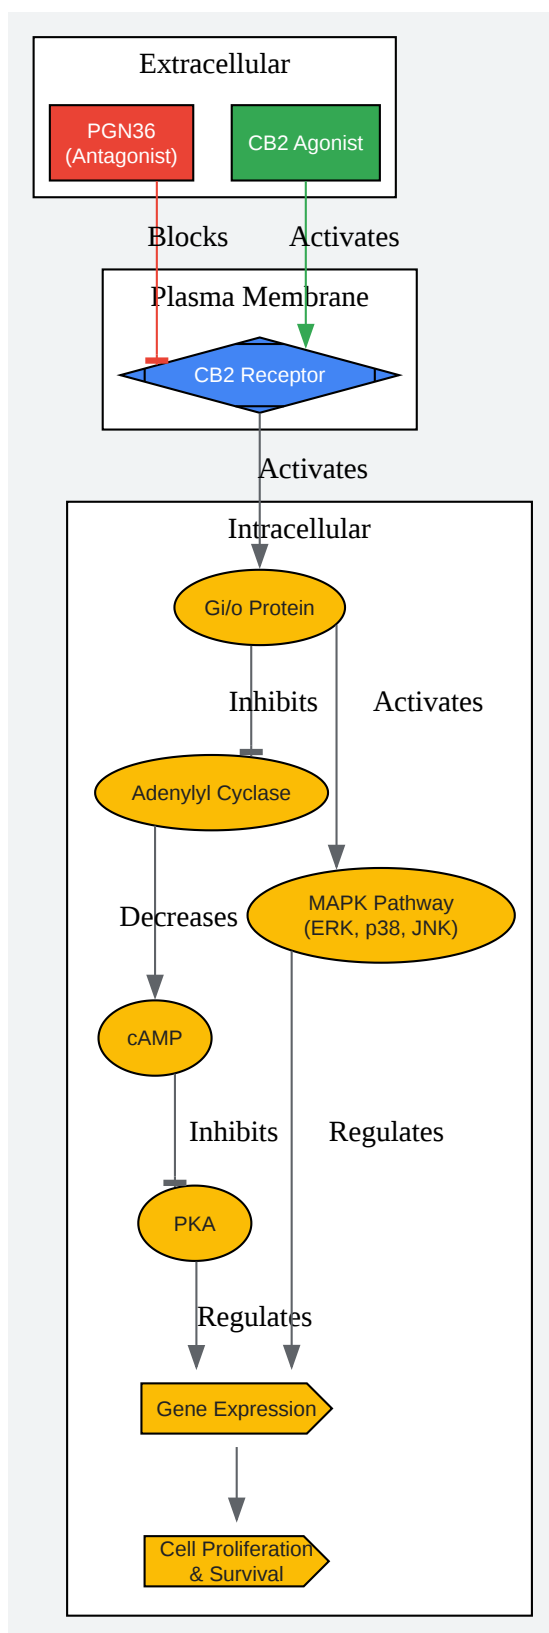 Extracellular
PGN36
(Antagonist)
CB2 Agonist
Blocks
Activates
Plasma Membrane
CB2 Receptor
Activates
Intracellular
Gi/o Protein
Inhibits
Activates
Adenylyl Cyclase
MAPK Pathway
(ERK, p38, JNK)
Decreases
cAMP
Inhibits
Regulates
PKA
Regulates
Gene Expression
Cell Proliferation
& Survival